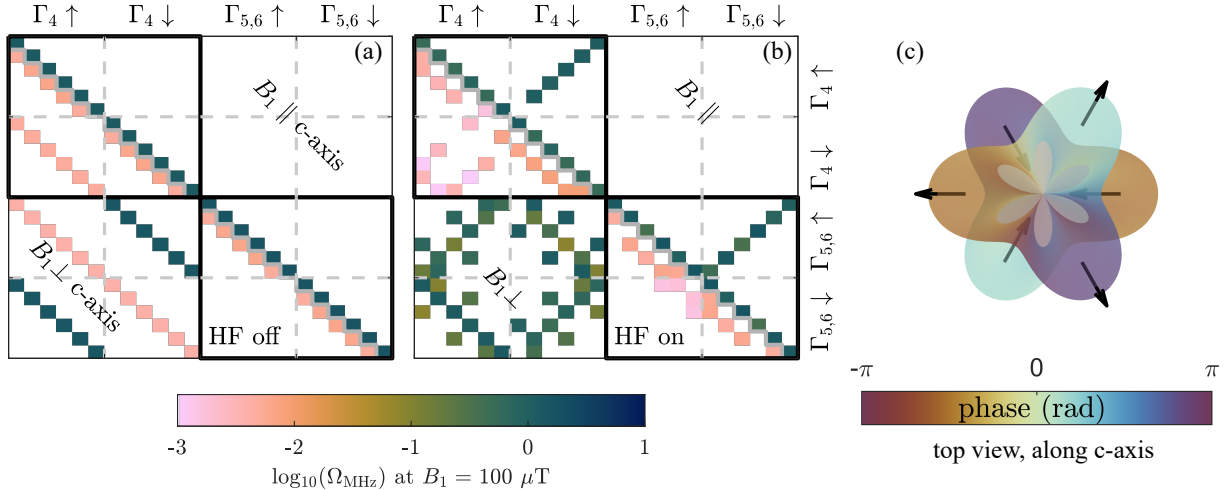 Γ₄ ↑ Γ₄ ↓ Γ₅,₆ ↑ Γ₅,₆ ↓
(a)
B₁ ∥ c-axis
B₁⊥ c-axis
HF off
Γ₄ ↑ Γ₄ ↓ Γ₅,₆ ↑ Γ₅,₆ ↓
(b)
B₁ ∥
B₁⊥
HF on
Γ₄ ↑
Γ₄ ↓
Γ₅,₆ ↑
Γ₅,₆ ↓
(c)
-π 0 π
phase (rad)
top view, along c-axis
-3 -2 -1 0 1
log₁₀(Ω_MHz) at B₁ = 100 μT